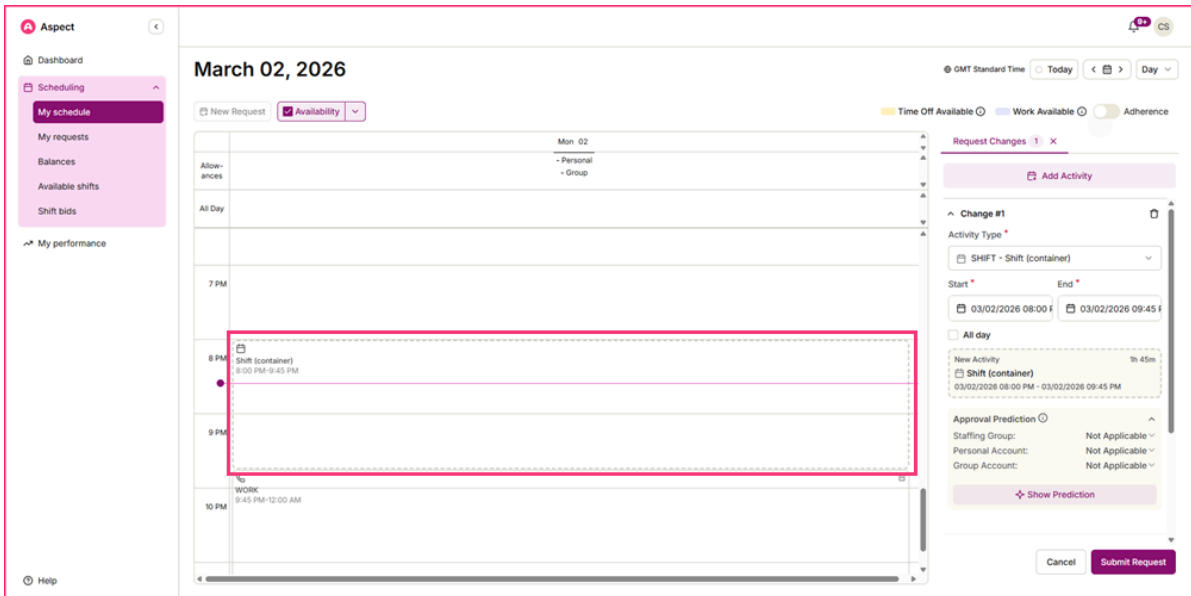 Aspect
9+
CS
Dashboard
Scheduling
My schedule
My requests
Balances
Available shifts
Shift bids
My performance
Help
March 02, 2026
GMT Standard Time
Today
Day
New Request
Availability
Time Off Available
Work Available
Adherence
Mon 02
Allow-
ances
- Personal
- Group
All Day
7 PM
8 PM
Shift (container)
8:00 PM-9:45 PM
9 PM
WORK
9:45 PM-12:00 AM
10 PM
Request Changes 1
Add Activity
Change #1
Activity Type *
SHIFT - Shift (container)
Start * End *
03/02/2026 08:00 03/02/2026 09:45
All day
New Activity 1h 45m
Shift (container)
03/02/2026 08:00 PM - 03/02/2026 09:45 PM
Approval Prediction
Staffing Group: Not Applicable
Personal Account: Not Applicable
Group Account: Not Applicable
Show Prediction
Cancel Submit Request